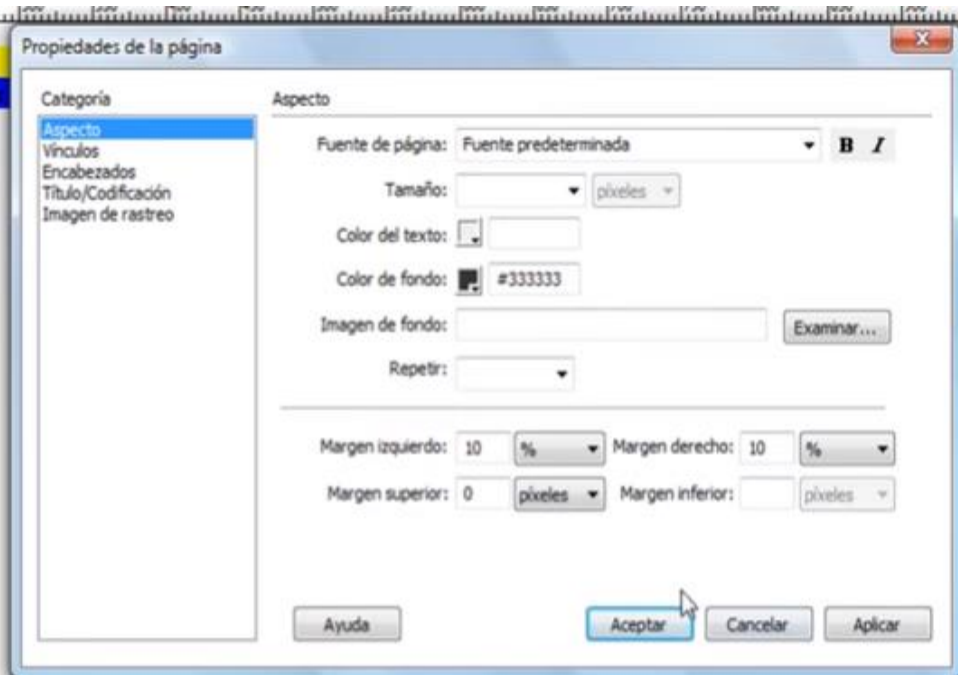 Propiedades de la página
Categoría
Aspecto
Vínculos
Encabezados
Título/Codificación
Imagen de rastreo
Aspecto
Fuente de página: Fuente predeterminada B I
Tamaño: píxeles
Color del texto:
Color de fondo: #333333
Imagen de fondo: Examinar...
Repetir:
Margen izquierdo: 10 % Margen derecho: 10 %
Margen superior: 0 píxeles Margen inferior: píxeles
Ayuda Aceptar Cancelar Aplicar